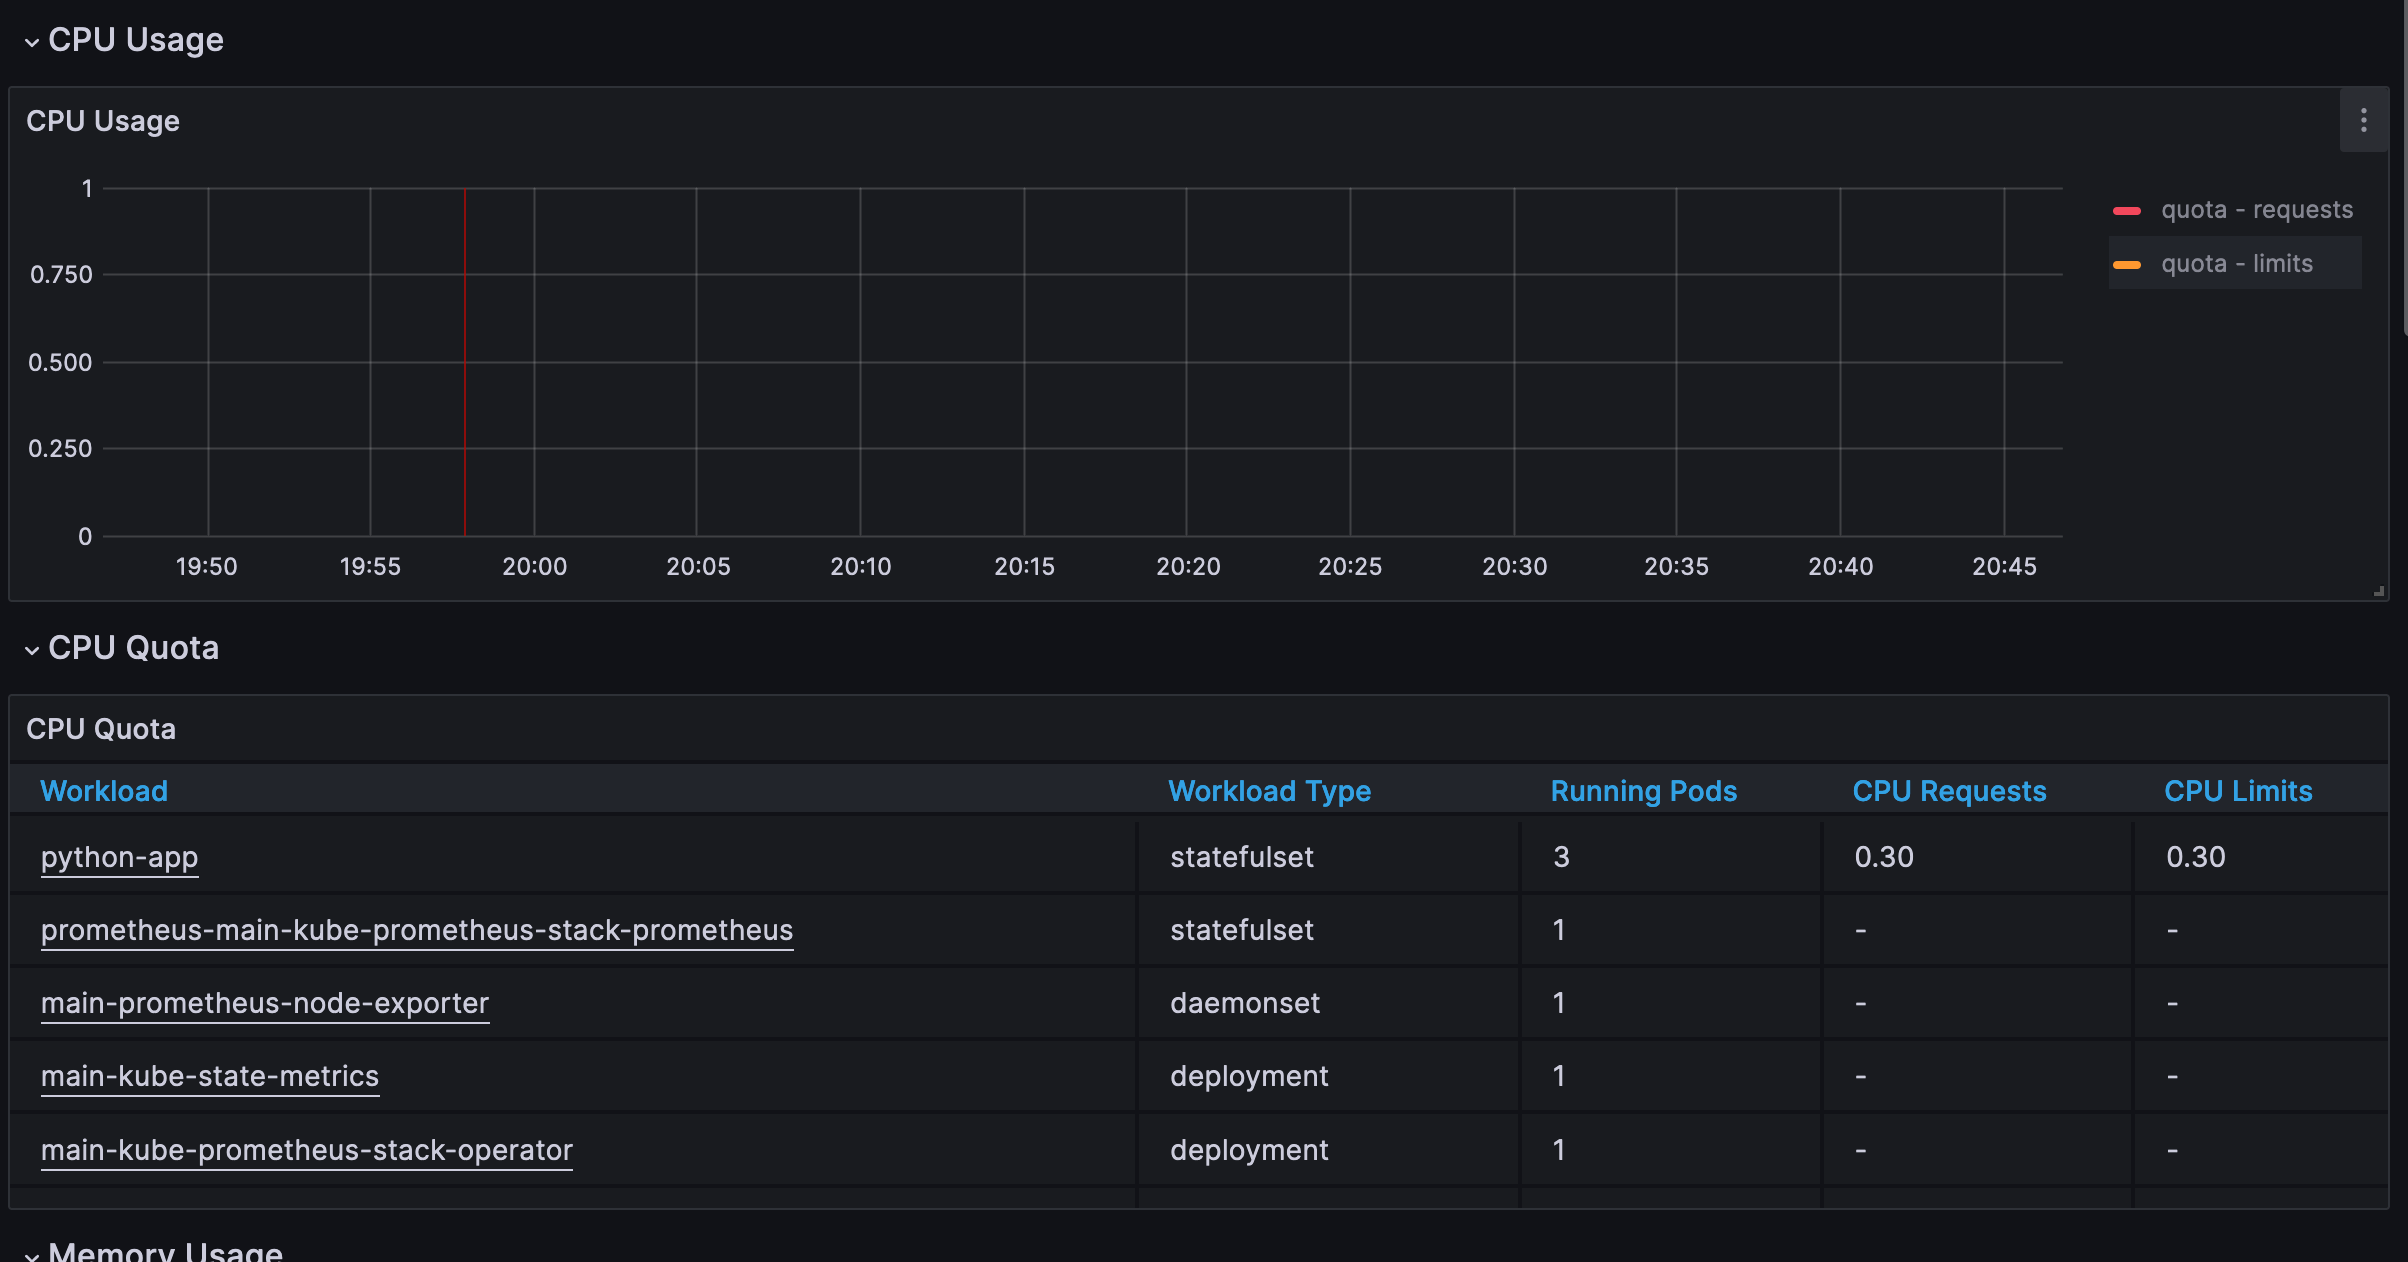 CPU Usage
CPU Usage
1
0.750
0.500
0.250
0
19:50 19:55 20:00 20:05 20:10 20:15 20:20 20:25 20:30 20:35 20:40 20:45
quota - requests
quota - limits
CPU Quota
CPU Quota
Workload Workload Type Running Pods CPU Requests CPU Limits
python-app statefulset 3 0.30 0.30
prometheus-main-kube-prometheus-stack-prometheus statefulset 1 - -
main-prometheus-node-exporter daemonset 1 - -
main-kube-state-metrics deployment 1 - -
main-kube-prometheus-stack-operator deployment 1 - -
Memory Usage